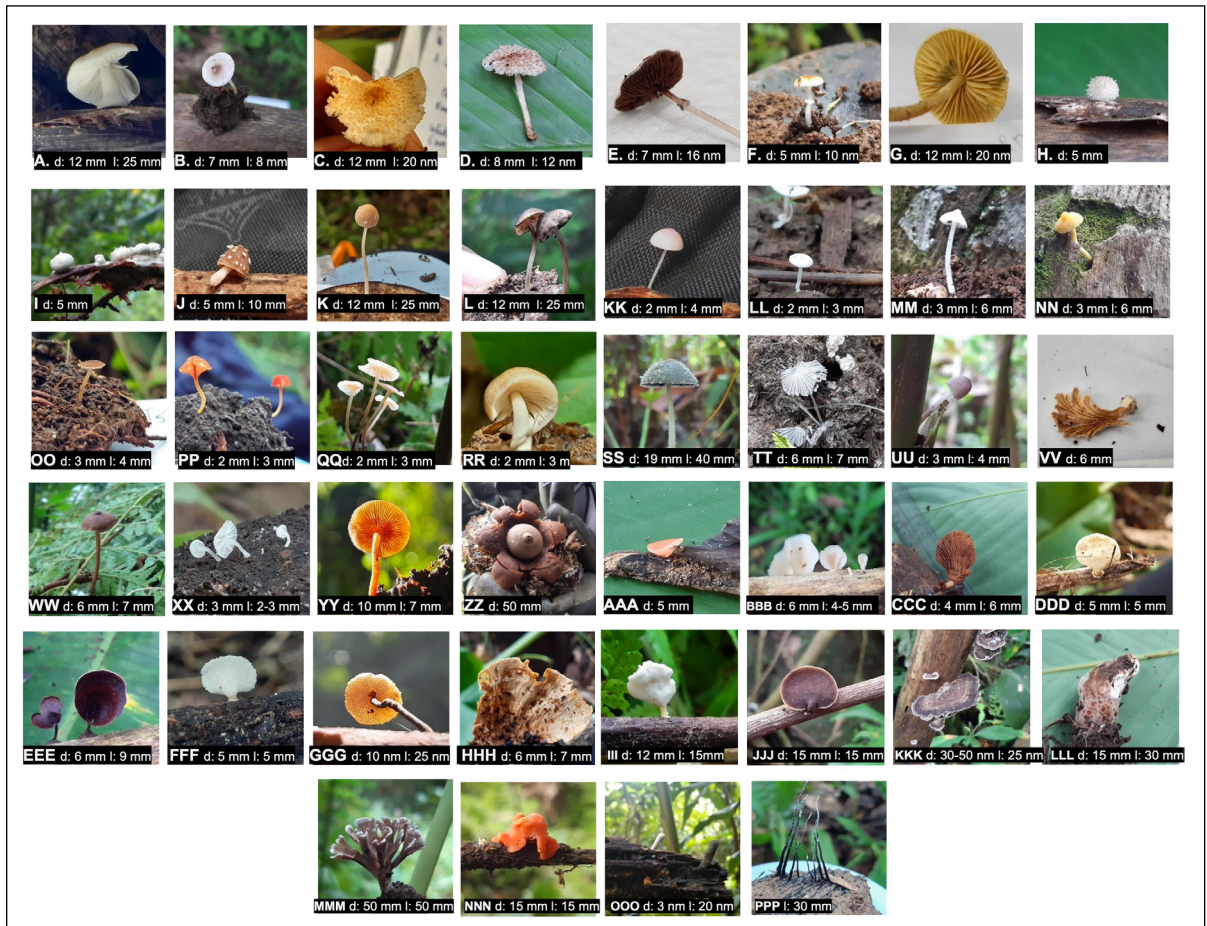 A. d: 12 mm l: 25 mm
B. d: 7 mm l: 8 mm
C. d: 12 mm l: 20 nm
D. d: 8 mm l: 12 nm
E. d: 7 mm l: 16 nm
F. d: 5 mm l: 10 nm
G. d: 12 mm l: 20 nm
H. d: 5 mm
I d: 5 mm
J d: 5 mm l: 10 mm
K d: 12 mm l: 25 mm
L d: 12 mm l: 25 mm
KK d: 2 mm l: 4 mm
LL d: 2 mm l: 3 mm
MM d: 3 mm l: 6 mm
NN d: 3 mm l: 6 mm
OO d: 3 mm l: 4 mm
PP d: 2 mm l: 3 mm
QQ d: 2 mm l: 3 mm
RR d: 2 mm l: 3 m
SS d: 19 mm l: 40 mm
TT d: 6 mm l: 7 mm
UU d: 3 mm l: 4 mm
VV d: 6 mm
WW d: 6 mm l: 7 mm
XX d: 3 mm l: 2-3 mm
YY d: 10 mm l: 7 mm
ZZ d: 50 mm
AAA d: 5 mm
BBB d: 6 mm l: 4-5 mm
CCC d: 4 mm l: 6 mm
DDD d: 5 mm l: 5 mm
EEE d: 6 mm l: 9 mm
FFF d: 5 mm l: 5 mm
GGG d: 10 nm l: 25 mm
HHH d: 6 mm l: 7 mm
III d: 12 mm l: 15mm
JJJ d: 15 mm l: 15 mm
KKK d: 30-50 nm l: 25 nm
LLL d: 15 mm l: 30 mm
MMM d: 50 mm l: 50 mm
NNN d: 15 mm l: 15 mm
OOO d: 3 nm l: 20 nm
PPP l: 30 mm